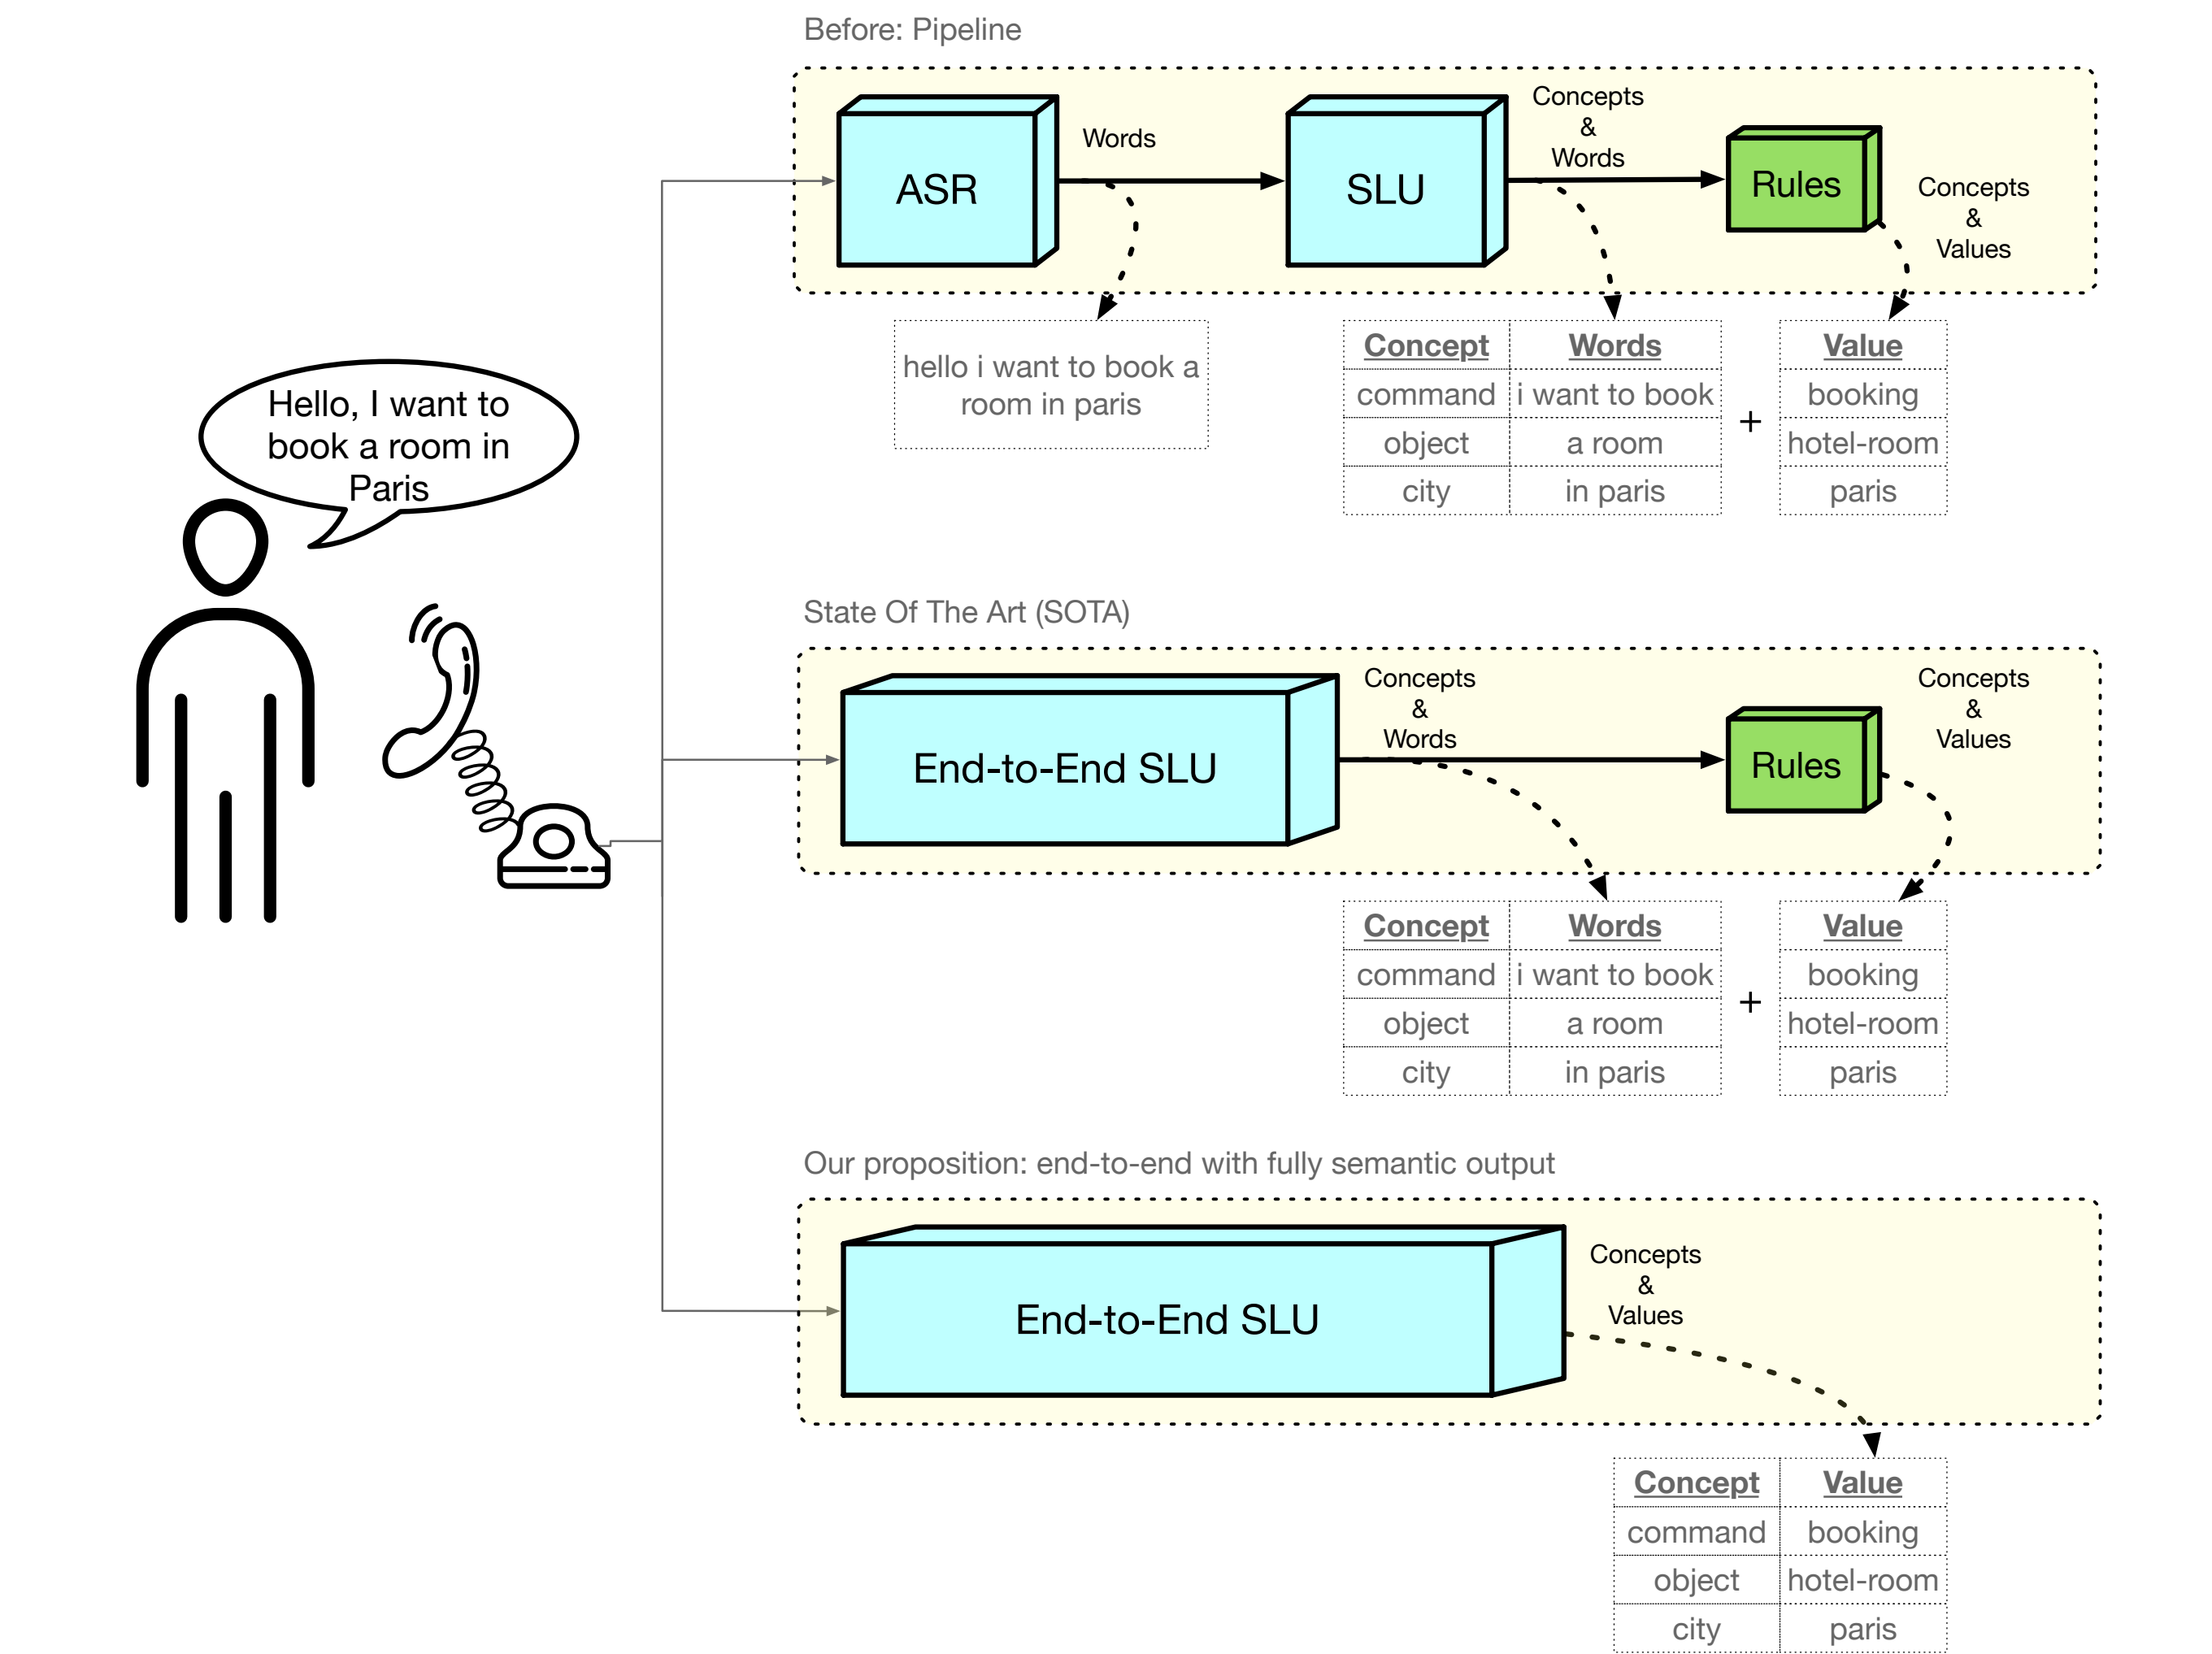 Before: Pipeline
ASR
Words
SLU
Concepts
&
Words
Rules
Concepts
&
Values
hello i want to book a
room in paris
Concept Words Value
command i want to book booking
object a room + hotel-room
city in paris paris
Hello, I want to
book a room in
Paris
State Of The Art (SOTA)
End-to-End SLU
Concepts
&
Words
Rules
Concepts
&
Values
Concept Words Value
command i want to book booking
object a room + hotel-room
city in paris paris
Our proposition: end-to-end with fully semantic output
End-to-End SLU
Concepts
&
Values
Concept Value
command booking
object hotel-room
city paris